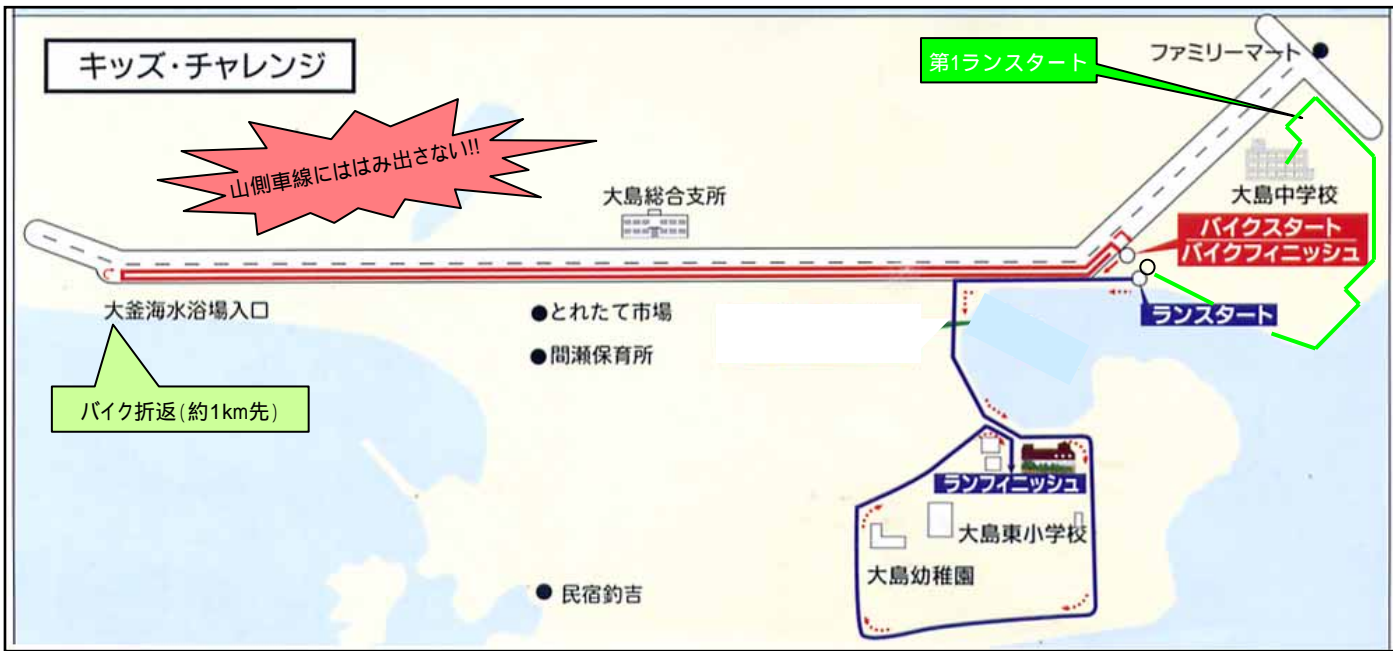 キッズ・チャレンジ
第1ランスタート
ファミリーマート
山側車線にははみ出さない!!
大島総合支所
大島中学校
バイクスタート
バイクフィニッシュ
大釜海水浴場入口
とれたて市場
ランスタート
間瀬保育所
バイク折返(約1km先)
ランフィニッシュ
大島東小学校
大島幼稚園
民宿釣吉